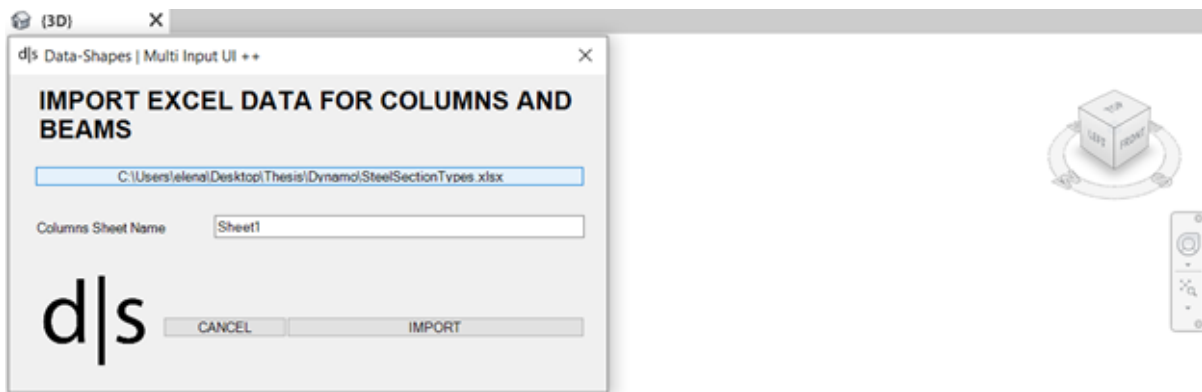 {3D}
d|s Data-Shapes | Multi Input UI ++
IMPORT EXCEL DATA FOR COLUMNS AND
BEAMS
C:\Users\elena\Desktop\Thesis\Dynamo\SteelSectionTypes.xlsx
Columns Sheet Name
Sheet1
d|s
CANCEL
IMPORT
TOP
LEFT
FRONT